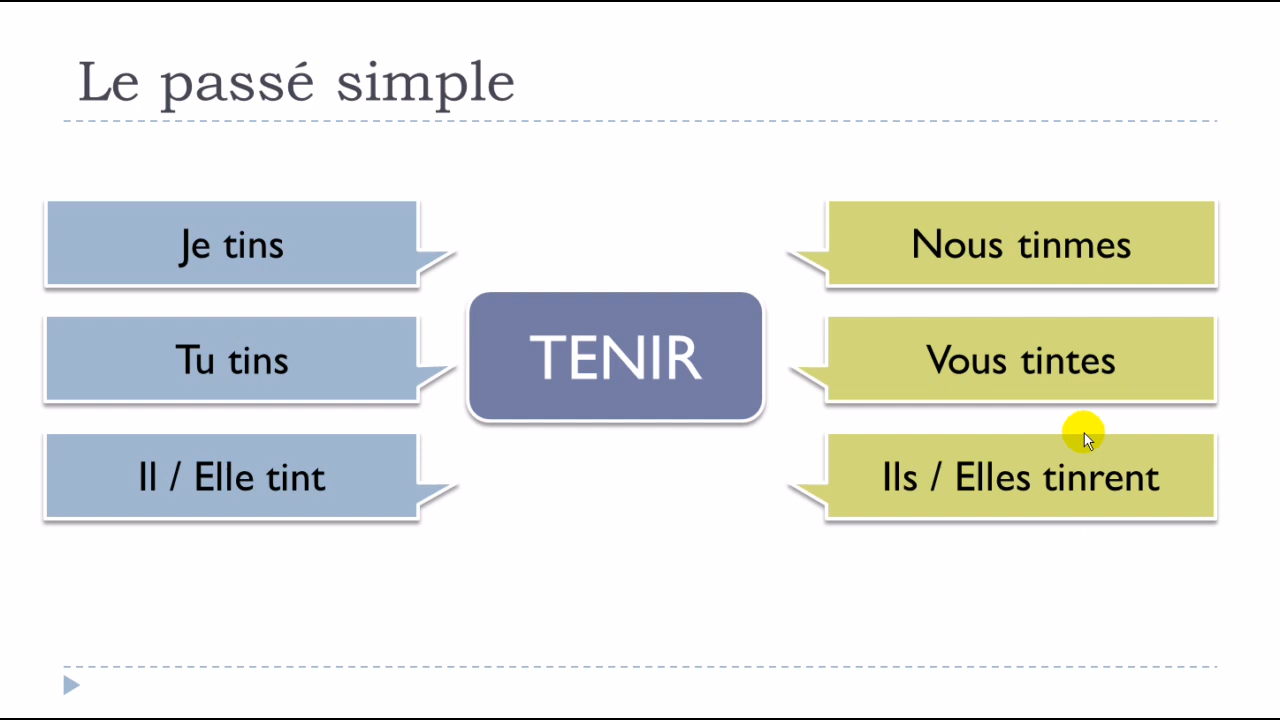 Le passé simple
Je tins
Tu tins
Il / Elle tint
TENIR
Nous tinmes
Vous tintes
Ils / Elles tinrent